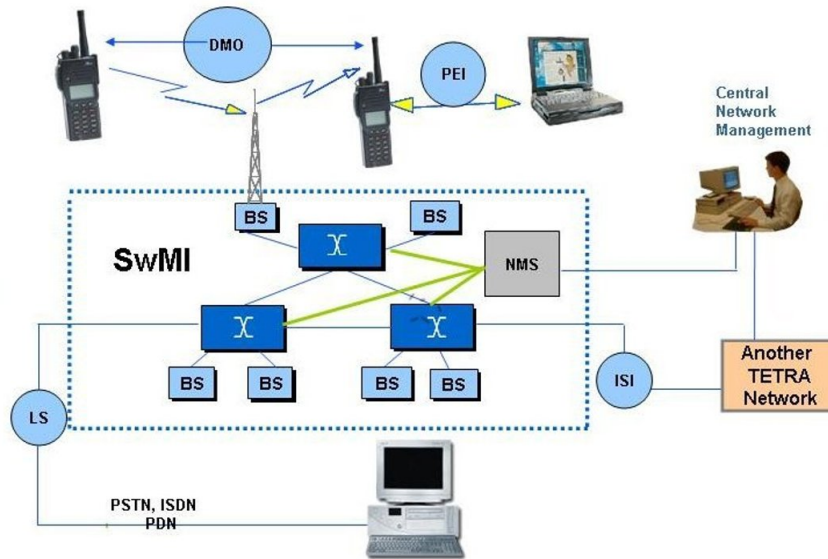 DMO
PEI
Central
Network
Management
BS
BS
SwMI
NMS
BS
BS
BS
BS
ISI
Another
TETRA
Network
LS
PSTN, ISDN
PDN